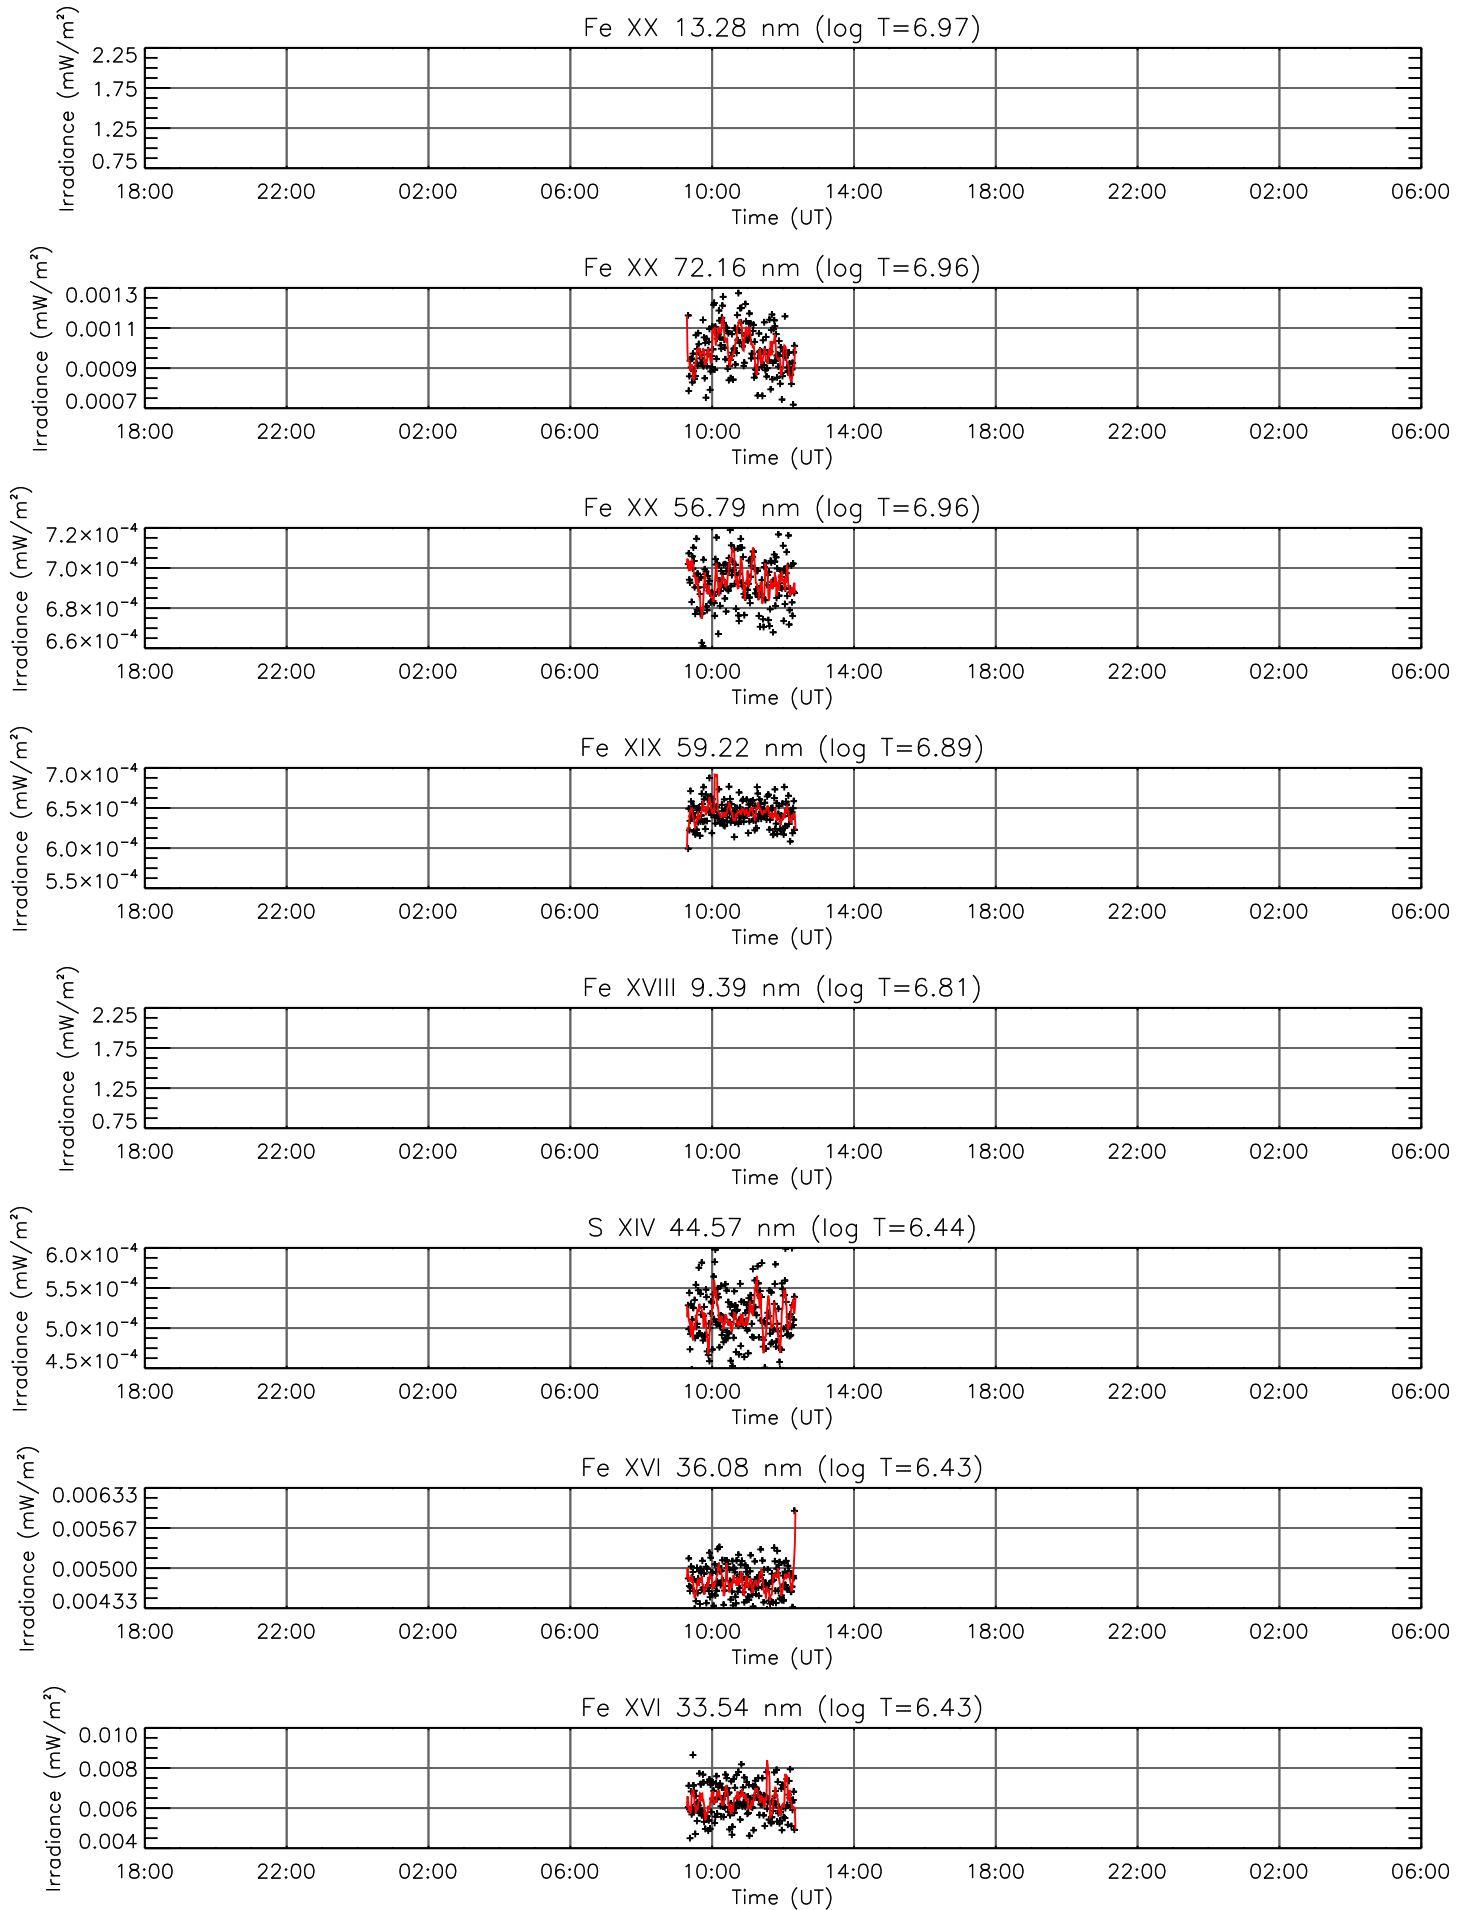 Fe XX 13.28 nm (log T=6.97)
Irradiance (mW/m²)
2.25
1.75
1.25
0.75
18:00 22:00 02:00 06:00 10:00 14:00 18:00 22:00 02:00 06:00
Time (UT)
Fe XX 72.16 nm (log T=6.96)
Irradiance (mW/m²)
0.0013
0.0011
0.0009
0.0007
18:00 22:00 02:00 06:00 10:00 14:00 18:00 22:00 02:00 06:00
Time (UT)
Fe XX 56.79 nm (log T=6.96)
Irradiance (mW/m²)
7.2×10⁻⁴
7.0×10⁻⁴
6.8×10⁻⁴
6.6×10⁻⁴
18:00 22:00 02:00 06:00 10:00 14:00 18:00 22:00 02:00 06:00
Time (UT)
Fe XIX 59.22 nm (log T=6.89)
Irradiance (mW/m²)
7.0×10⁻⁴
6.5×10⁻⁴
6.0×10⁻⁴
5.5×10⁻⁴
18:00 22:00 02:00 06:00 10:00 14:00 18:00 22:00 02:00 06:00
Time (UT)
Fe XVIII 9.39 nm (log T=6.81)
Irradiance (mW/m²)
2.25
1.75
1.25
0.75
18:00 22:00 02:00 06:00 10:00 14:00 18:00 22:00 02:00 06:00
Time (UT)
S XIV 44.57 nm (log T=6.44)
Irradiance (mW/m²)
6.0×10⁻⁴
5.5×10⁻⁴
5.0×10⁻⁴
4.5×10⁻⁴
18:00 22:00 02:00 06:00 10:00 14:00 18:00 22:00 02:00 06:00
Time (UT)
Fe XVI 36.08 nm (log T=6.43)
Irradiance (mW/m²)
0.00633
0.00567
0.00500
0.00433
18:00 22:00 02:00 06:00 10:00 14:00 18:00 22:00 02:00 06:00
Time (UT)
Fe XVI 33.54 nm (log T=6.43)
Irradiance (mW/m²)
0.010
0.008
0.006
0.004
18:00 22:00 02:00 06:00 10:00 14:00 18:00 22:00 02:00 06:00
Time (UT)